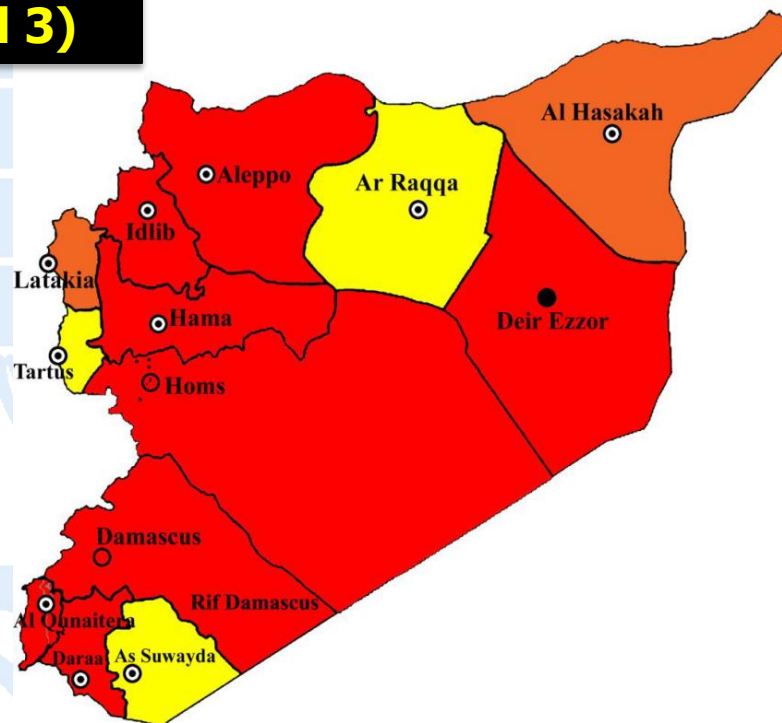 13)
Al Hasakah
Aleppo
Ar Raqqa
Idlib
Latakia
Hama
Deir Ezzor
Tartus
Homs
Damascus
Rif Damascus
Al Qunaitera
Daraa
As Suwayda